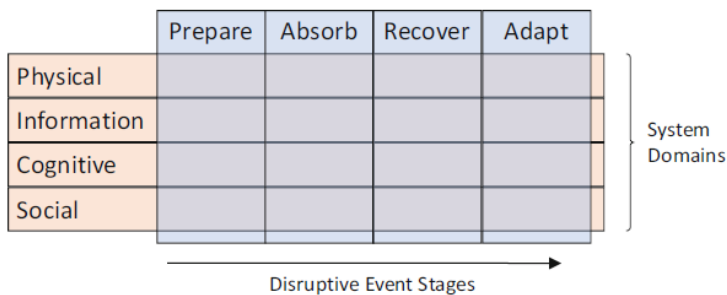 Prepare Absorb Recover Adapt
Physical
Information
Cognitive
Social
System
Domains
Disruptive Event Stages